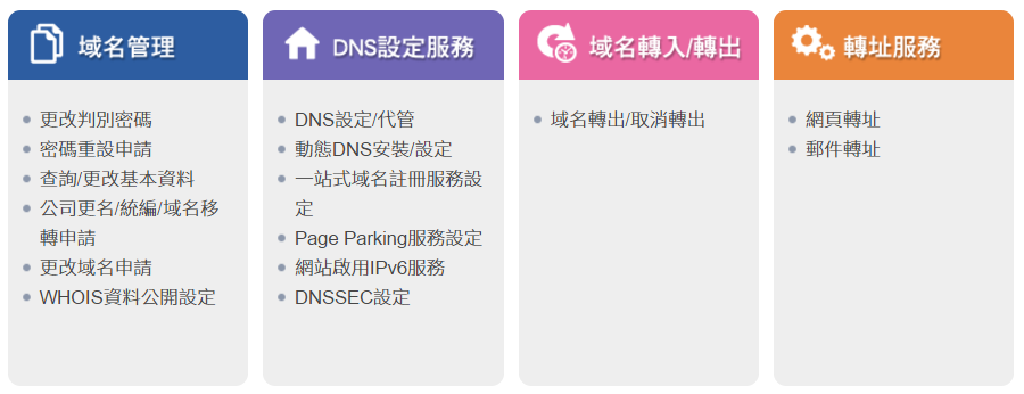 域名管理
更改判別密碼
密碼重設申請
查詢/更改基本資料
公司更名/統編/域名移
轉申請
更改域名申請
WHOIS資料公開設定
DNS設定服務
DNS設定/代管
動態DNS安裝/設定
一站式域名註冊服務設
定
Page Parking服務設定
網站啟用IPv6服務
DNSSEC設定
域名轉入/轉出
域名轉出/取消轉出
轉址服務
網頁轉址
郵件轉址